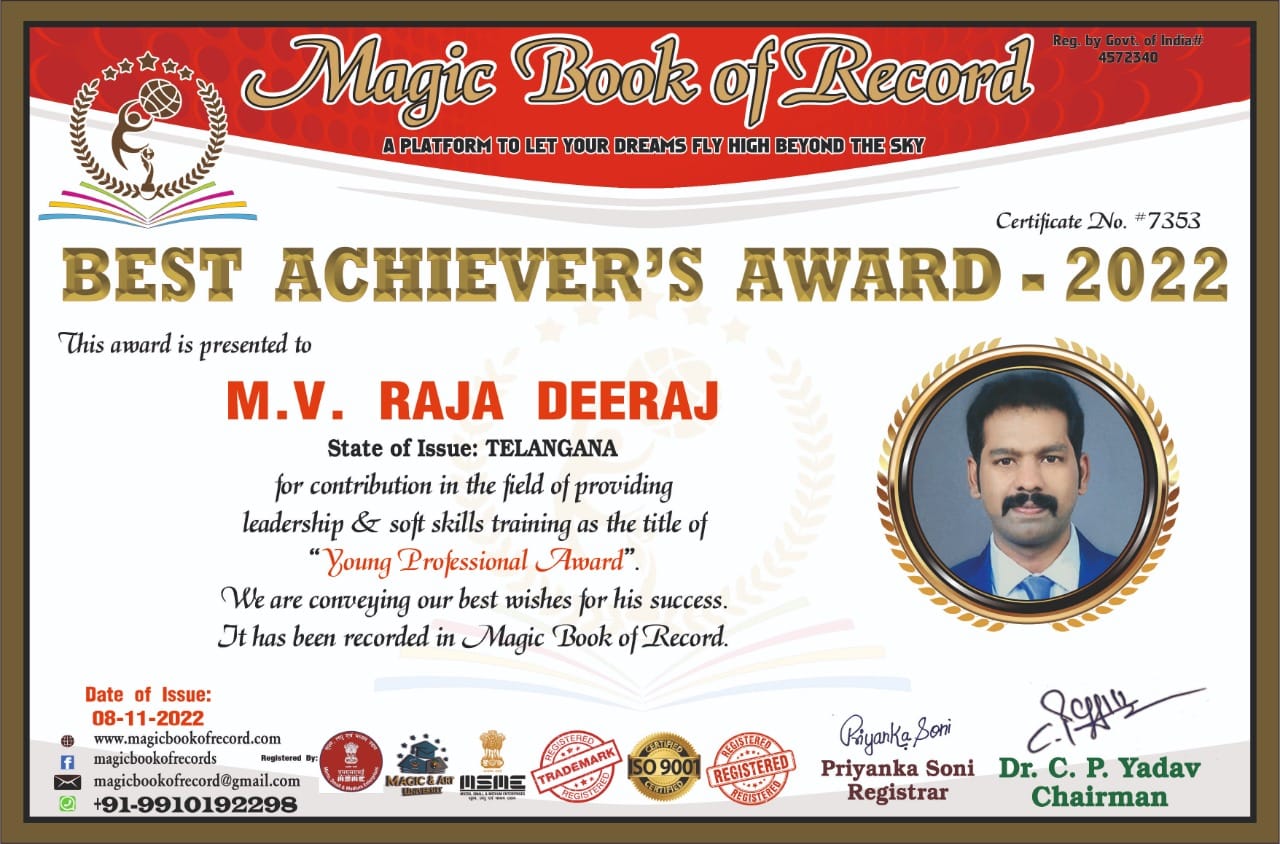 Magic Book of Record
Reg. by Govt. of India#
4572340
A PLATFORM TO LET YOUR DREAMS FLY HIGH BEYOND THE SKY
Certificate No. #7353
BEST ACHIEVER'S AWARD - 2022
This award is presented to
M.V. RAJA DEERAJ
State of Issue: TELANGANA
for contribution in the field of providing
leadership & soft skills training as the title of
“Young Professional Award”.
We are conveying our best wishes for his success.
It has been recorded in Magic Book of Record.
Date of Issue:
08-11-2022
www.magicbookofrecord.com
magicbookofrecords
magicbookofrecord@gmail.com
+91-9910192298
Registered By:
MAGIC & ART
UNIVERSITY
MSME
MICRO, SMALL & MEDIUM ENTERPRISES
REGISTERED
TRADEMARK
REGISTERED
CERTIFIED
ISO 9001
CERTIFIED
REGISTERED
REGISTERED
REGISTERED
Priyanka Soni
Priyanka Soni
Registrar
Dr. C. P. Yadav
Chairman